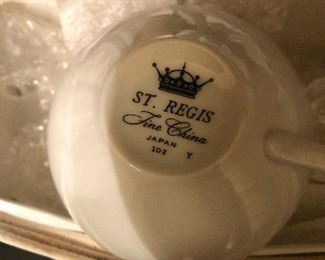 ST. REGIS
Fine China
JAPAN
102 Y